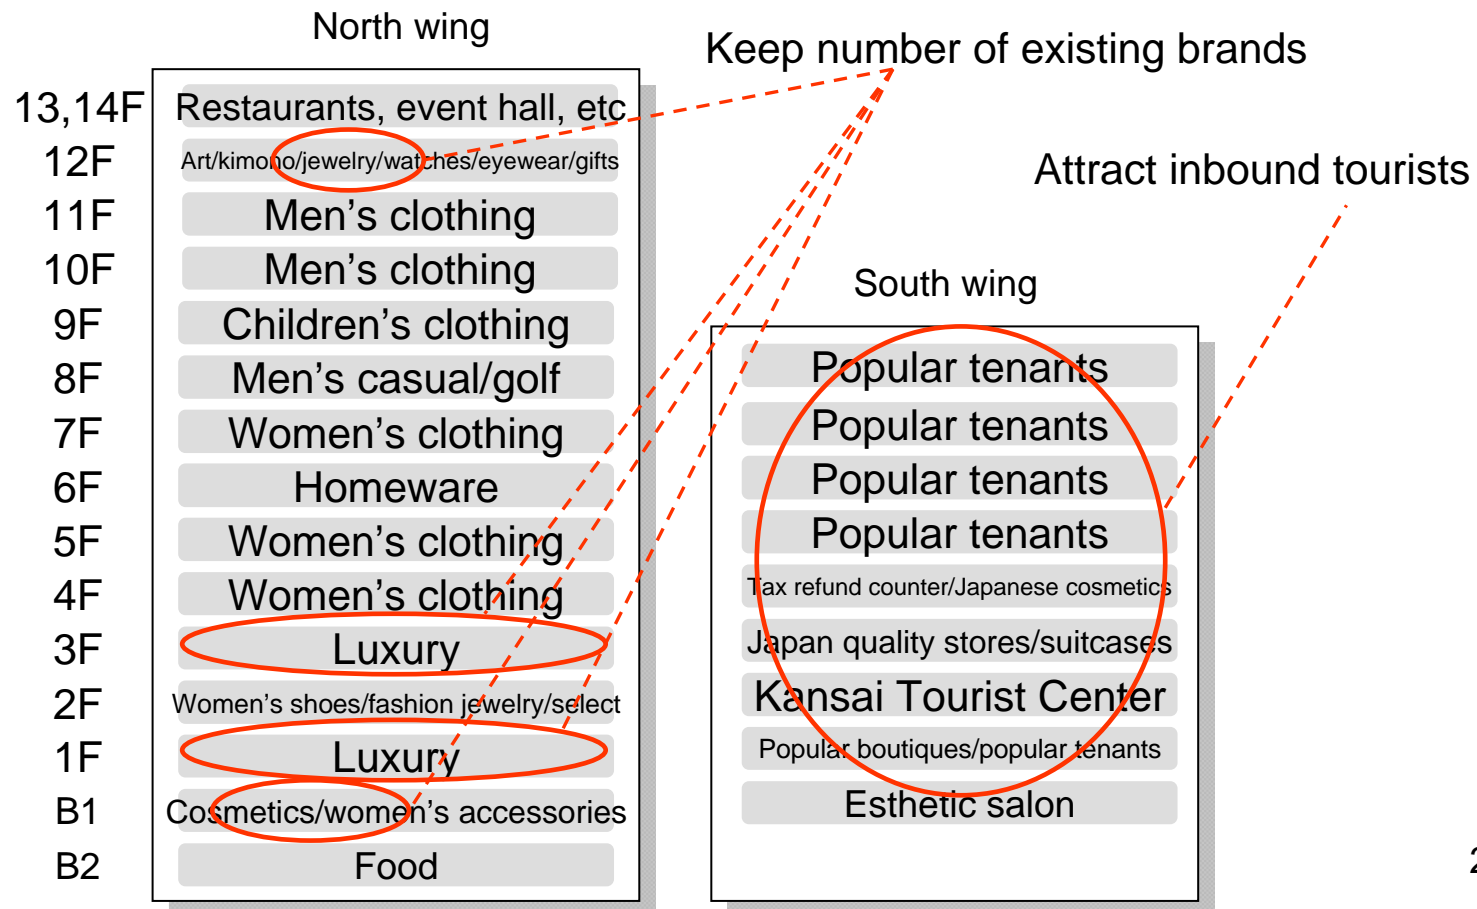 North wing
Keep number of existing brands
13,14F Restaurants, event hall, etc
12F Art/kimono/jewelry/watches/eyewear/gifts
Attract inbound tourists
11F Men’s clothing
10F Men’s clothing
South wing
9F Children’s clothing
8F Men’s casual/golf Popular tenants
7F Women’s clothing Popular tenants
6F Homeware Popular tenants
5F Women’s clothing Popular tenants
4F Women’s clothing Tax refund counter/Japanese cosmetics
3F Luxury Japan quality stores/suitcases
2F Women’s shoes/fashion jewelry/select Kansai Tourist Center
1F Luxury Popular boutiques/popular tenants
B1 Cosmetics/women’s accessories Esthetic salon
B2 Food